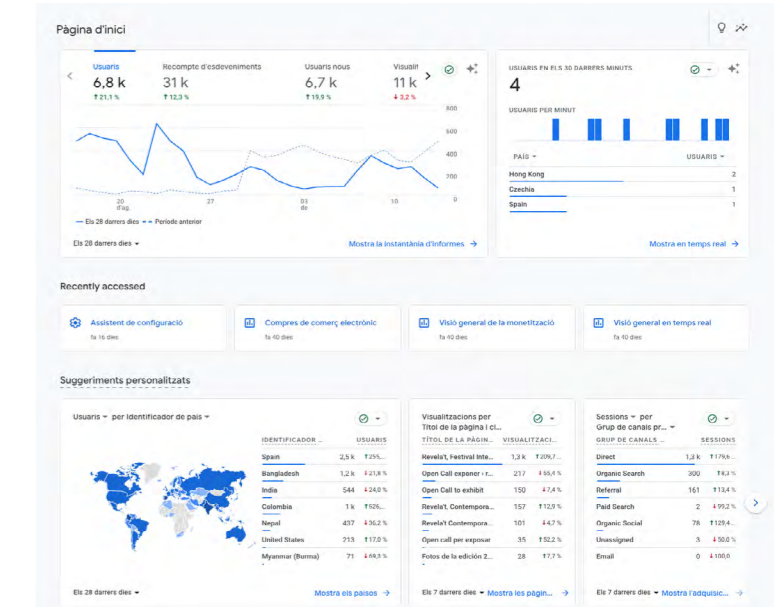 Pàgina d'inici
Usuaris
6,8 k
↑ 21,1 %
Recompte d'esdeveniments
31 k
↑ 12,3 %
Usuaris nous
6,7 k
↑ 19,9 %
Visualit
11 k
↓ 3,2 %
800
600
400
200
0
20
d'ag.
27
03
de
10
Els 28 darrers dies
Període anterior
Els 28 darrers dies
Mostra la instantània d'informes →
USUARIS EN ELS 30 DARRERS MINUTS
4
USUARIS PER MINUT
PAÍS USUARIS
Hong Kong 2
Czechia 1
Spain 1
Mostra en temps real →
Recently accessed
Assistent de configuració
fa 16 dies
Compres de comerç electrònic
fa 40 dies
Visió general de la monetització
fa 40 dies
Visió general en temps real
fa 40 dies
Suggeriments personalitzats
Usuaris per Identificador de país
IDENTIFICADOR ... USUARIS
Spain 2,5 k
Bangladesh 1,2 k ↓ 21,8 %
India 544 ↓ 24,0 %
Colombia 1 k
Nepal 437 ↓ 36,2 %
United States 213 ↑ 17,0 %
Myanmar (Burma) 71
Els 28 darrers dies
Mostra els països →
Visualitzacions per
Títol de la pàgina i cl...
TÍTOL DE LA PÀGIN... VISUALITZACI...
Revela't, Festival Inte... 1,3 k ↑ 209,7...
Open Call exponer i r... 217
Open Call to exhibit 150 ↓ 7,4 %
Revela't, Contempora... 157 ↑ 12,9 %
Revela't Contempora... 101 ↓ 4,7 %
Open call per exposar 35 ↑ 52,2 %
Fotos de la edición 2... 28 ↑ 7,7 %
Els 7 darrers dies
Mostra les pàgin... →
Sessions per
Grup de canals pr...
GRUP DE CANALS ... SESSIONS
Direct 1,3 k ↑ 179,6...
Organic Search 300 ↑ 8,3 %
Referral 161 ↑ 13,4 %
Paid Search 2 ↓ 99,2 %
Organic Social 78 ↑ 129,4...
Unassigned 3 ↓ 50,0 %
Email 0 ↓ 100,0
Els 7 darrers dies
Mostra l'adquisic... →